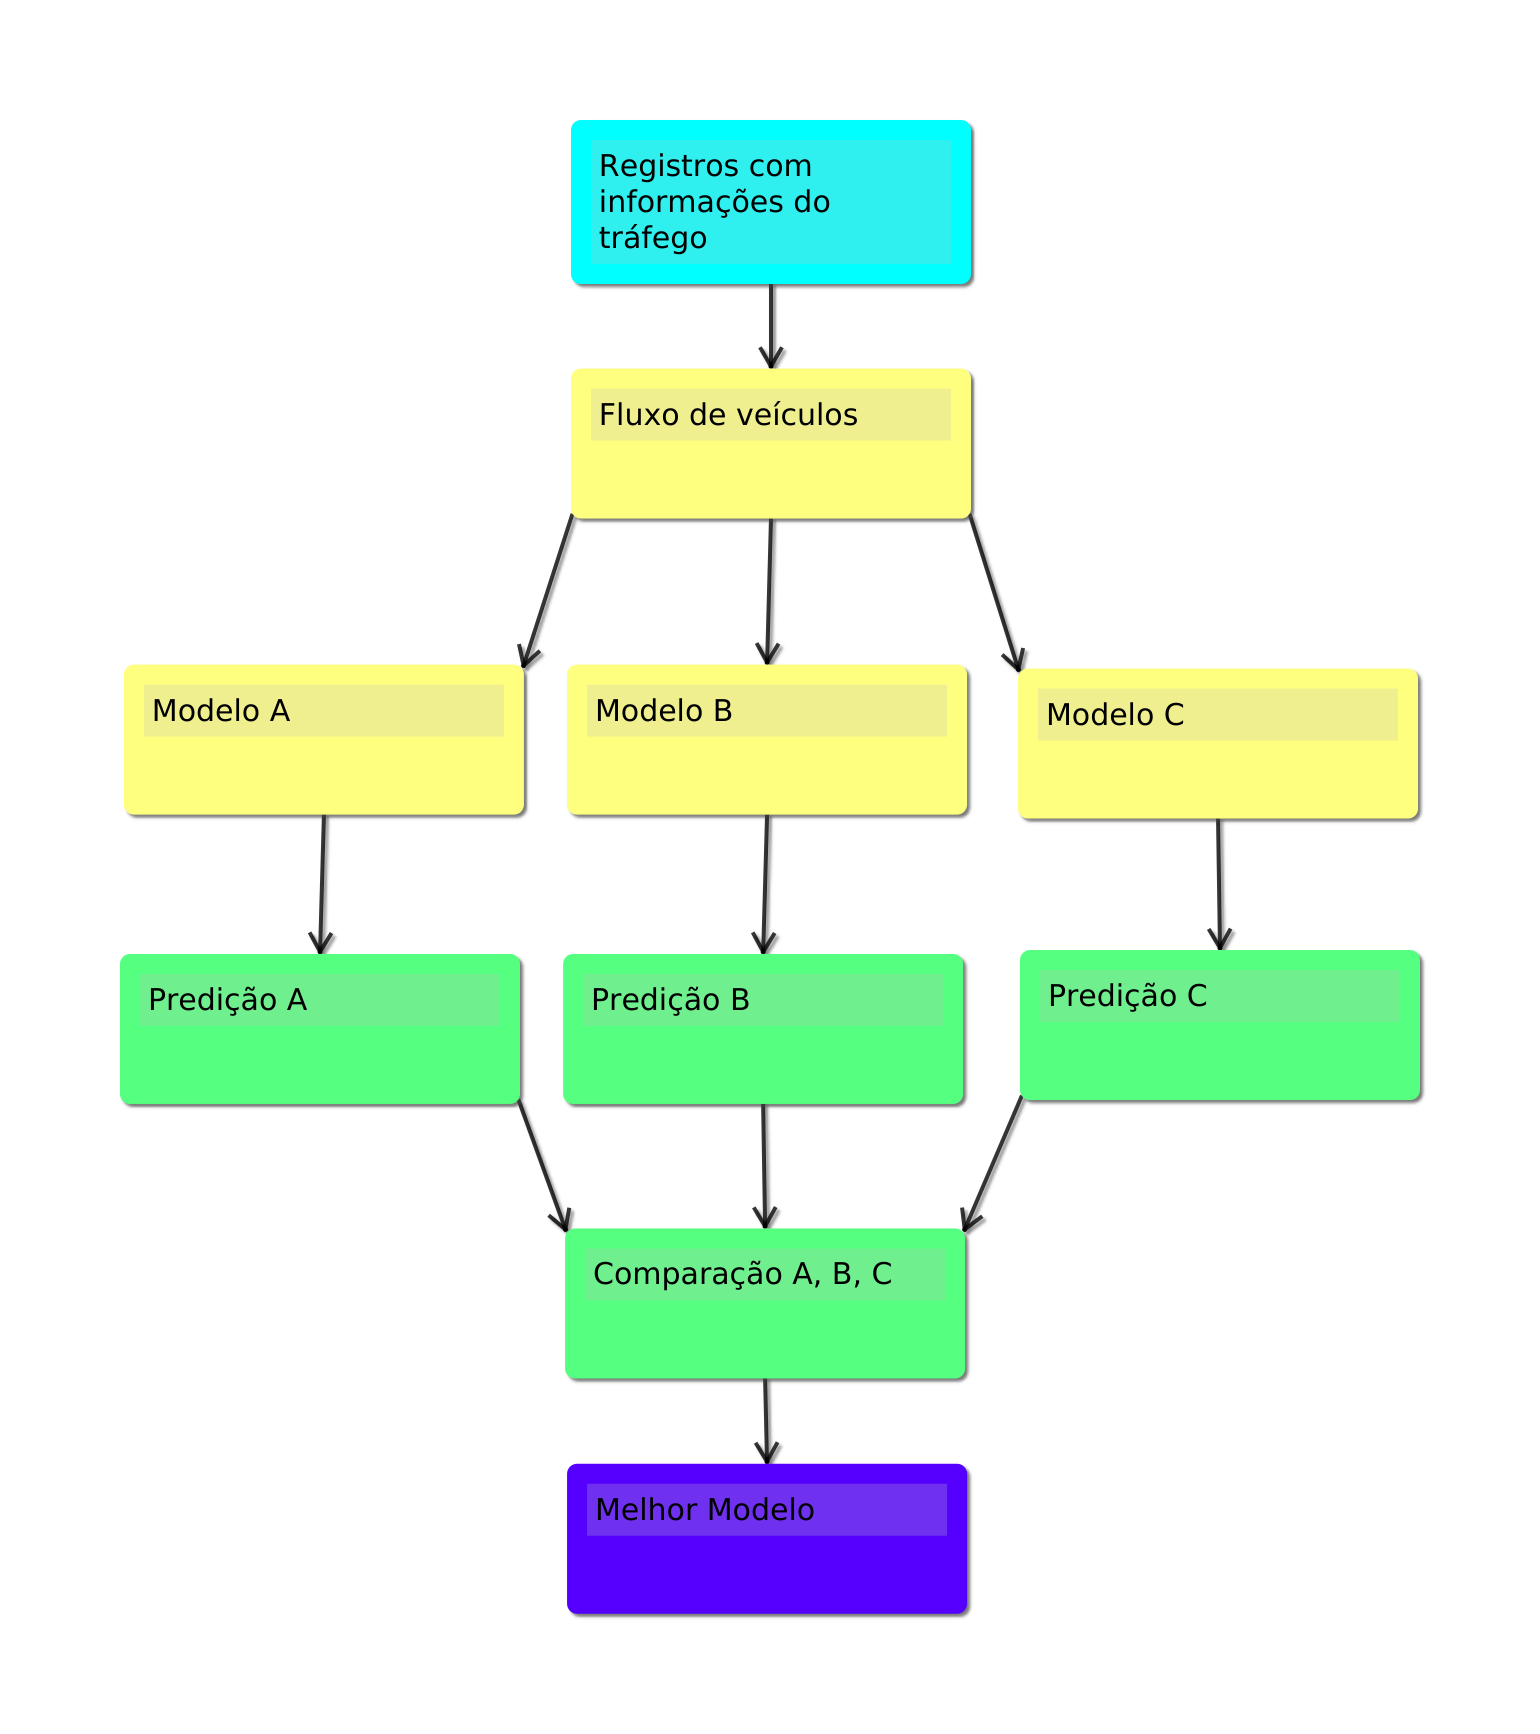 Registros com
informações do
tráfego
Fluxo de veículos
Modelo A
Modelo B
Modelo C
Predição A
Predição B
Predição C
Comparação A, B, C
Melhor Modelo